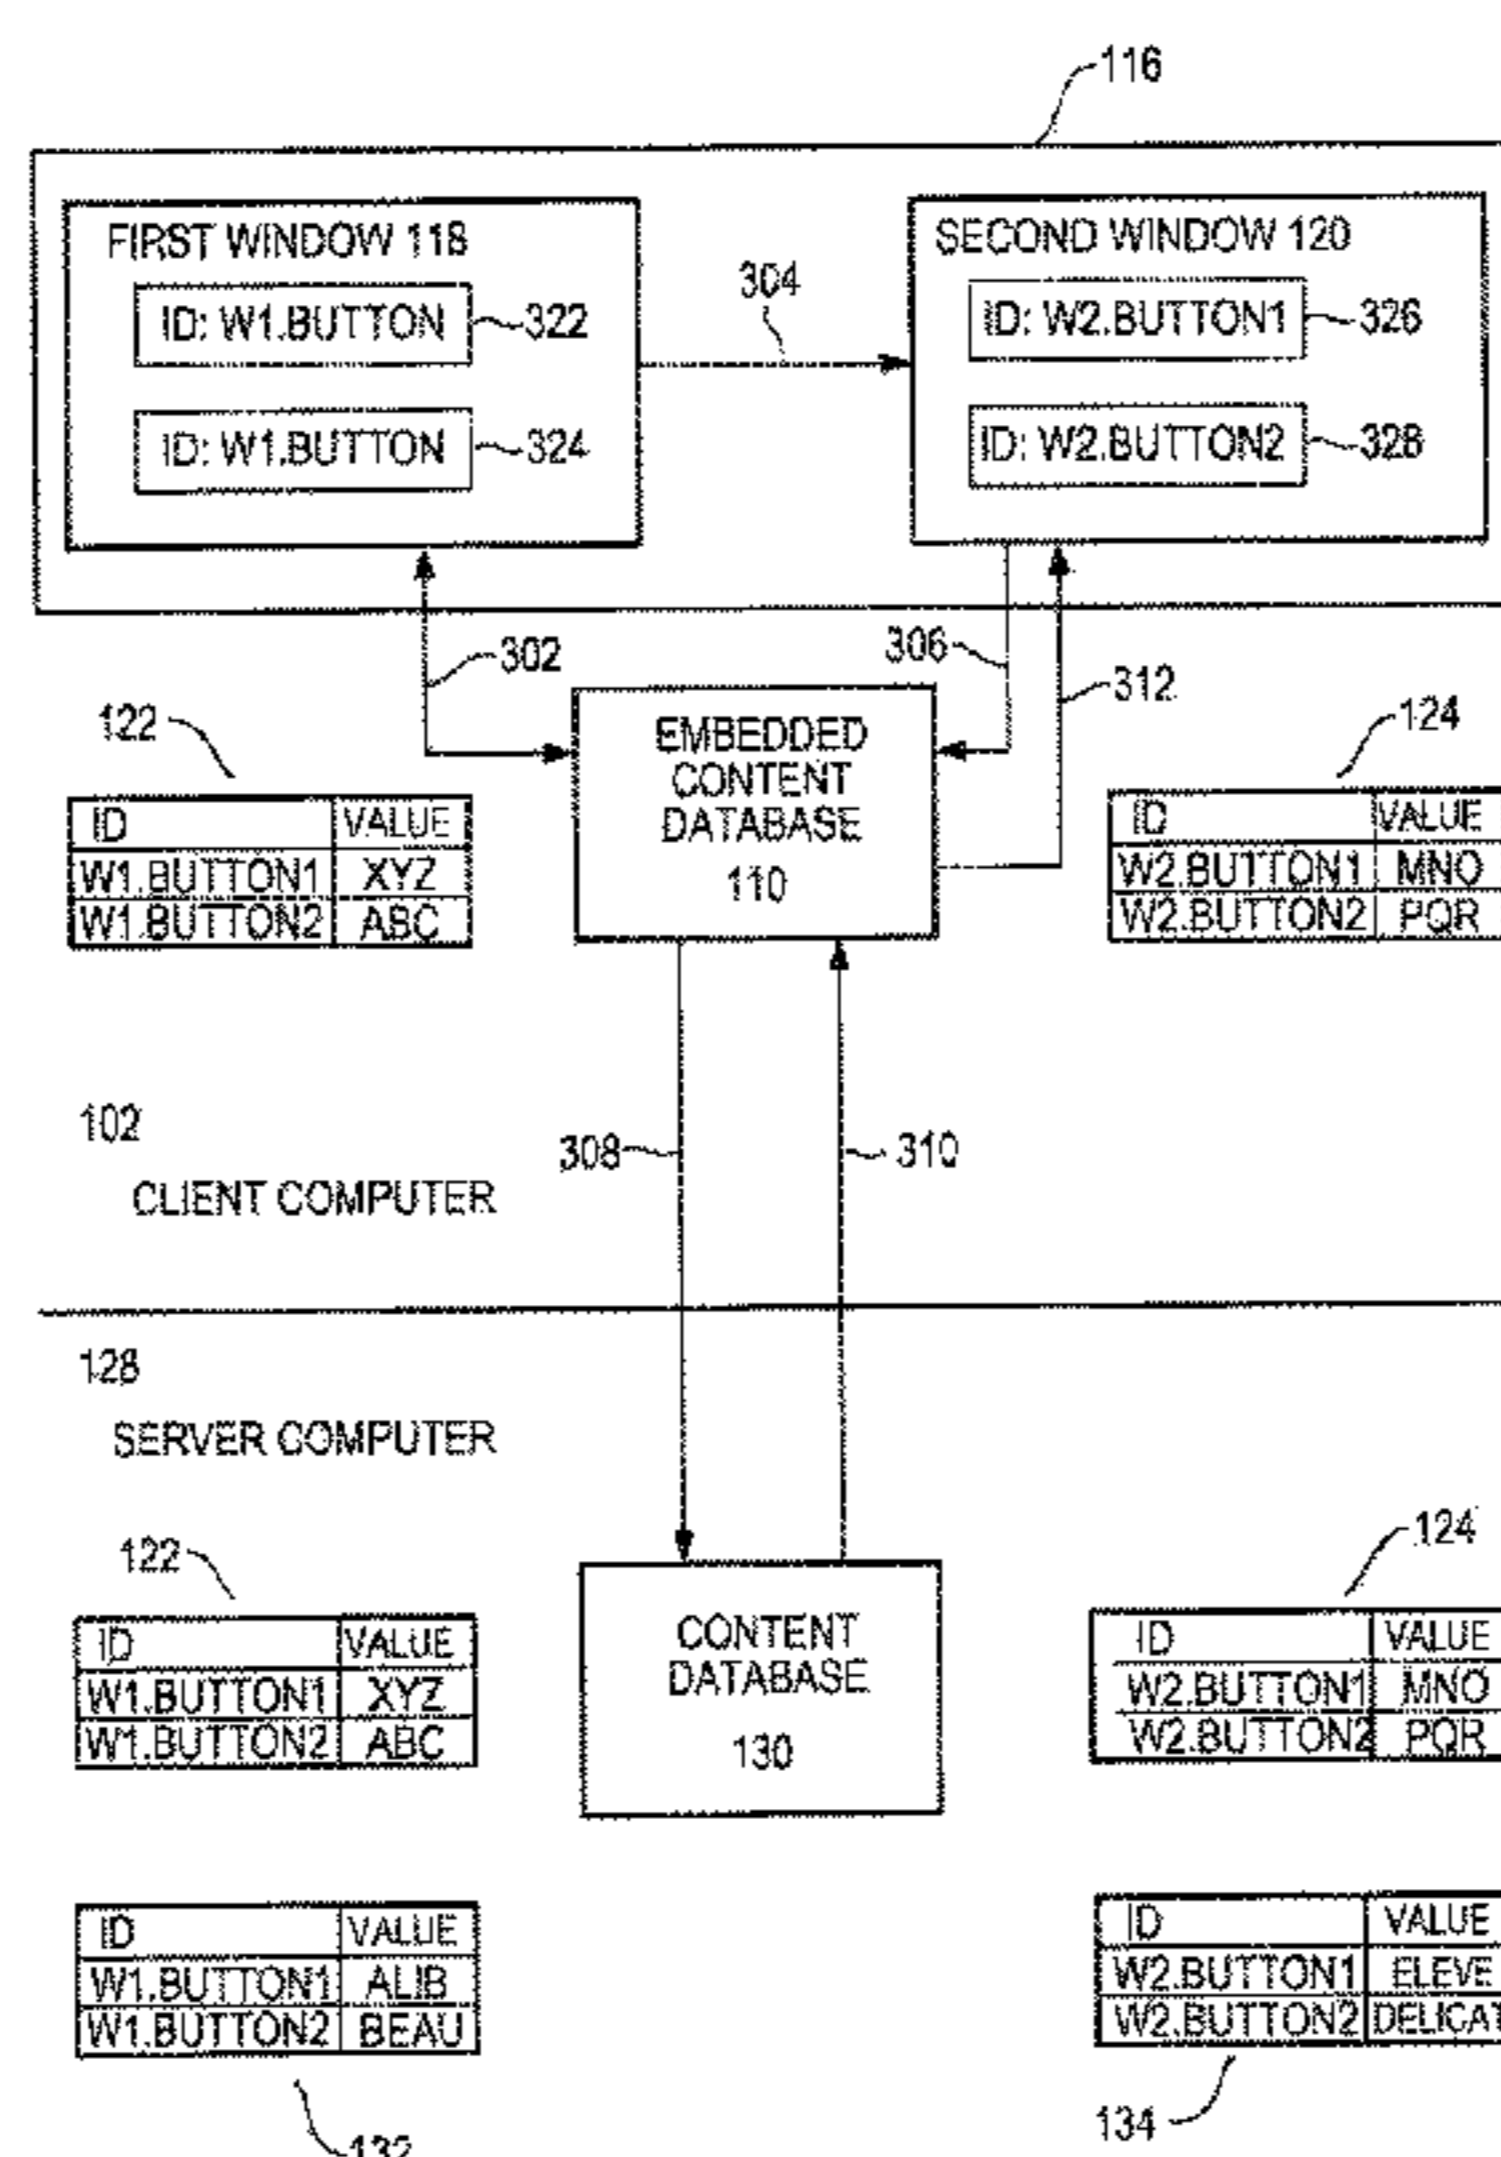 116
FIRST WINDOW 118
ID: W1.BUTTON
322
ID: W1.BUTTON
324
304
SECOND WINDOW 120
ID: W2.BUTTON1
326
ID: W2.BUTTON2
328
302
306
312
122
ID VALUE
W1.BUTTON1 XYZ
W1.BUTTON2 ABC
EMBEDDED
CONTENT
DATABASE
110
124
ID VALUE
W2.BUTTON1 MNO
W2.BUTTON2 PQR
102
CLIENT COMPUTER
308
310
128
SERVER COMPUTER
122
ID VALUE
W1.BUTTON1 XYZ
W1.BUTTON2 ABC
CONTENT
DATABASE
130
124
ID VALUE
W2.BUTTON1 MNO
W2.BUTTON2 PQR
ID VALUE
W1.BUTTON1 ALIB
W1.BUTTON2 BEAU
132
ID VALUE
W2.BUTTON1 ELEVE
W2.BUTTON2 DELICAT
134